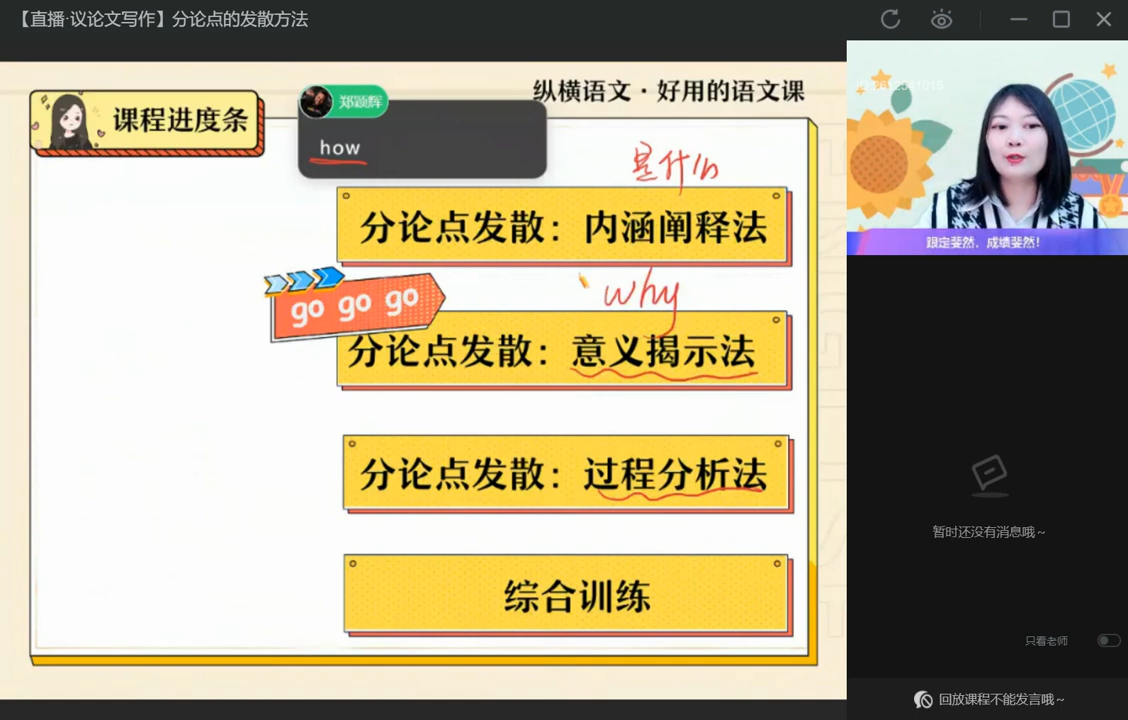 【直播·议论文写作】分论点的发散方法
纵横语文·好用的语文课
课程进度条
郑颖辉
how
是什么
分论点发散：内涵阐释法
why
go go go
分论点发散：意义揭示法
分论点发散：过程分析法
综合训练
跟定斐然，成绩斐然！
暂时还没有消息哦~
只看老师
回放课程不能发言哦~